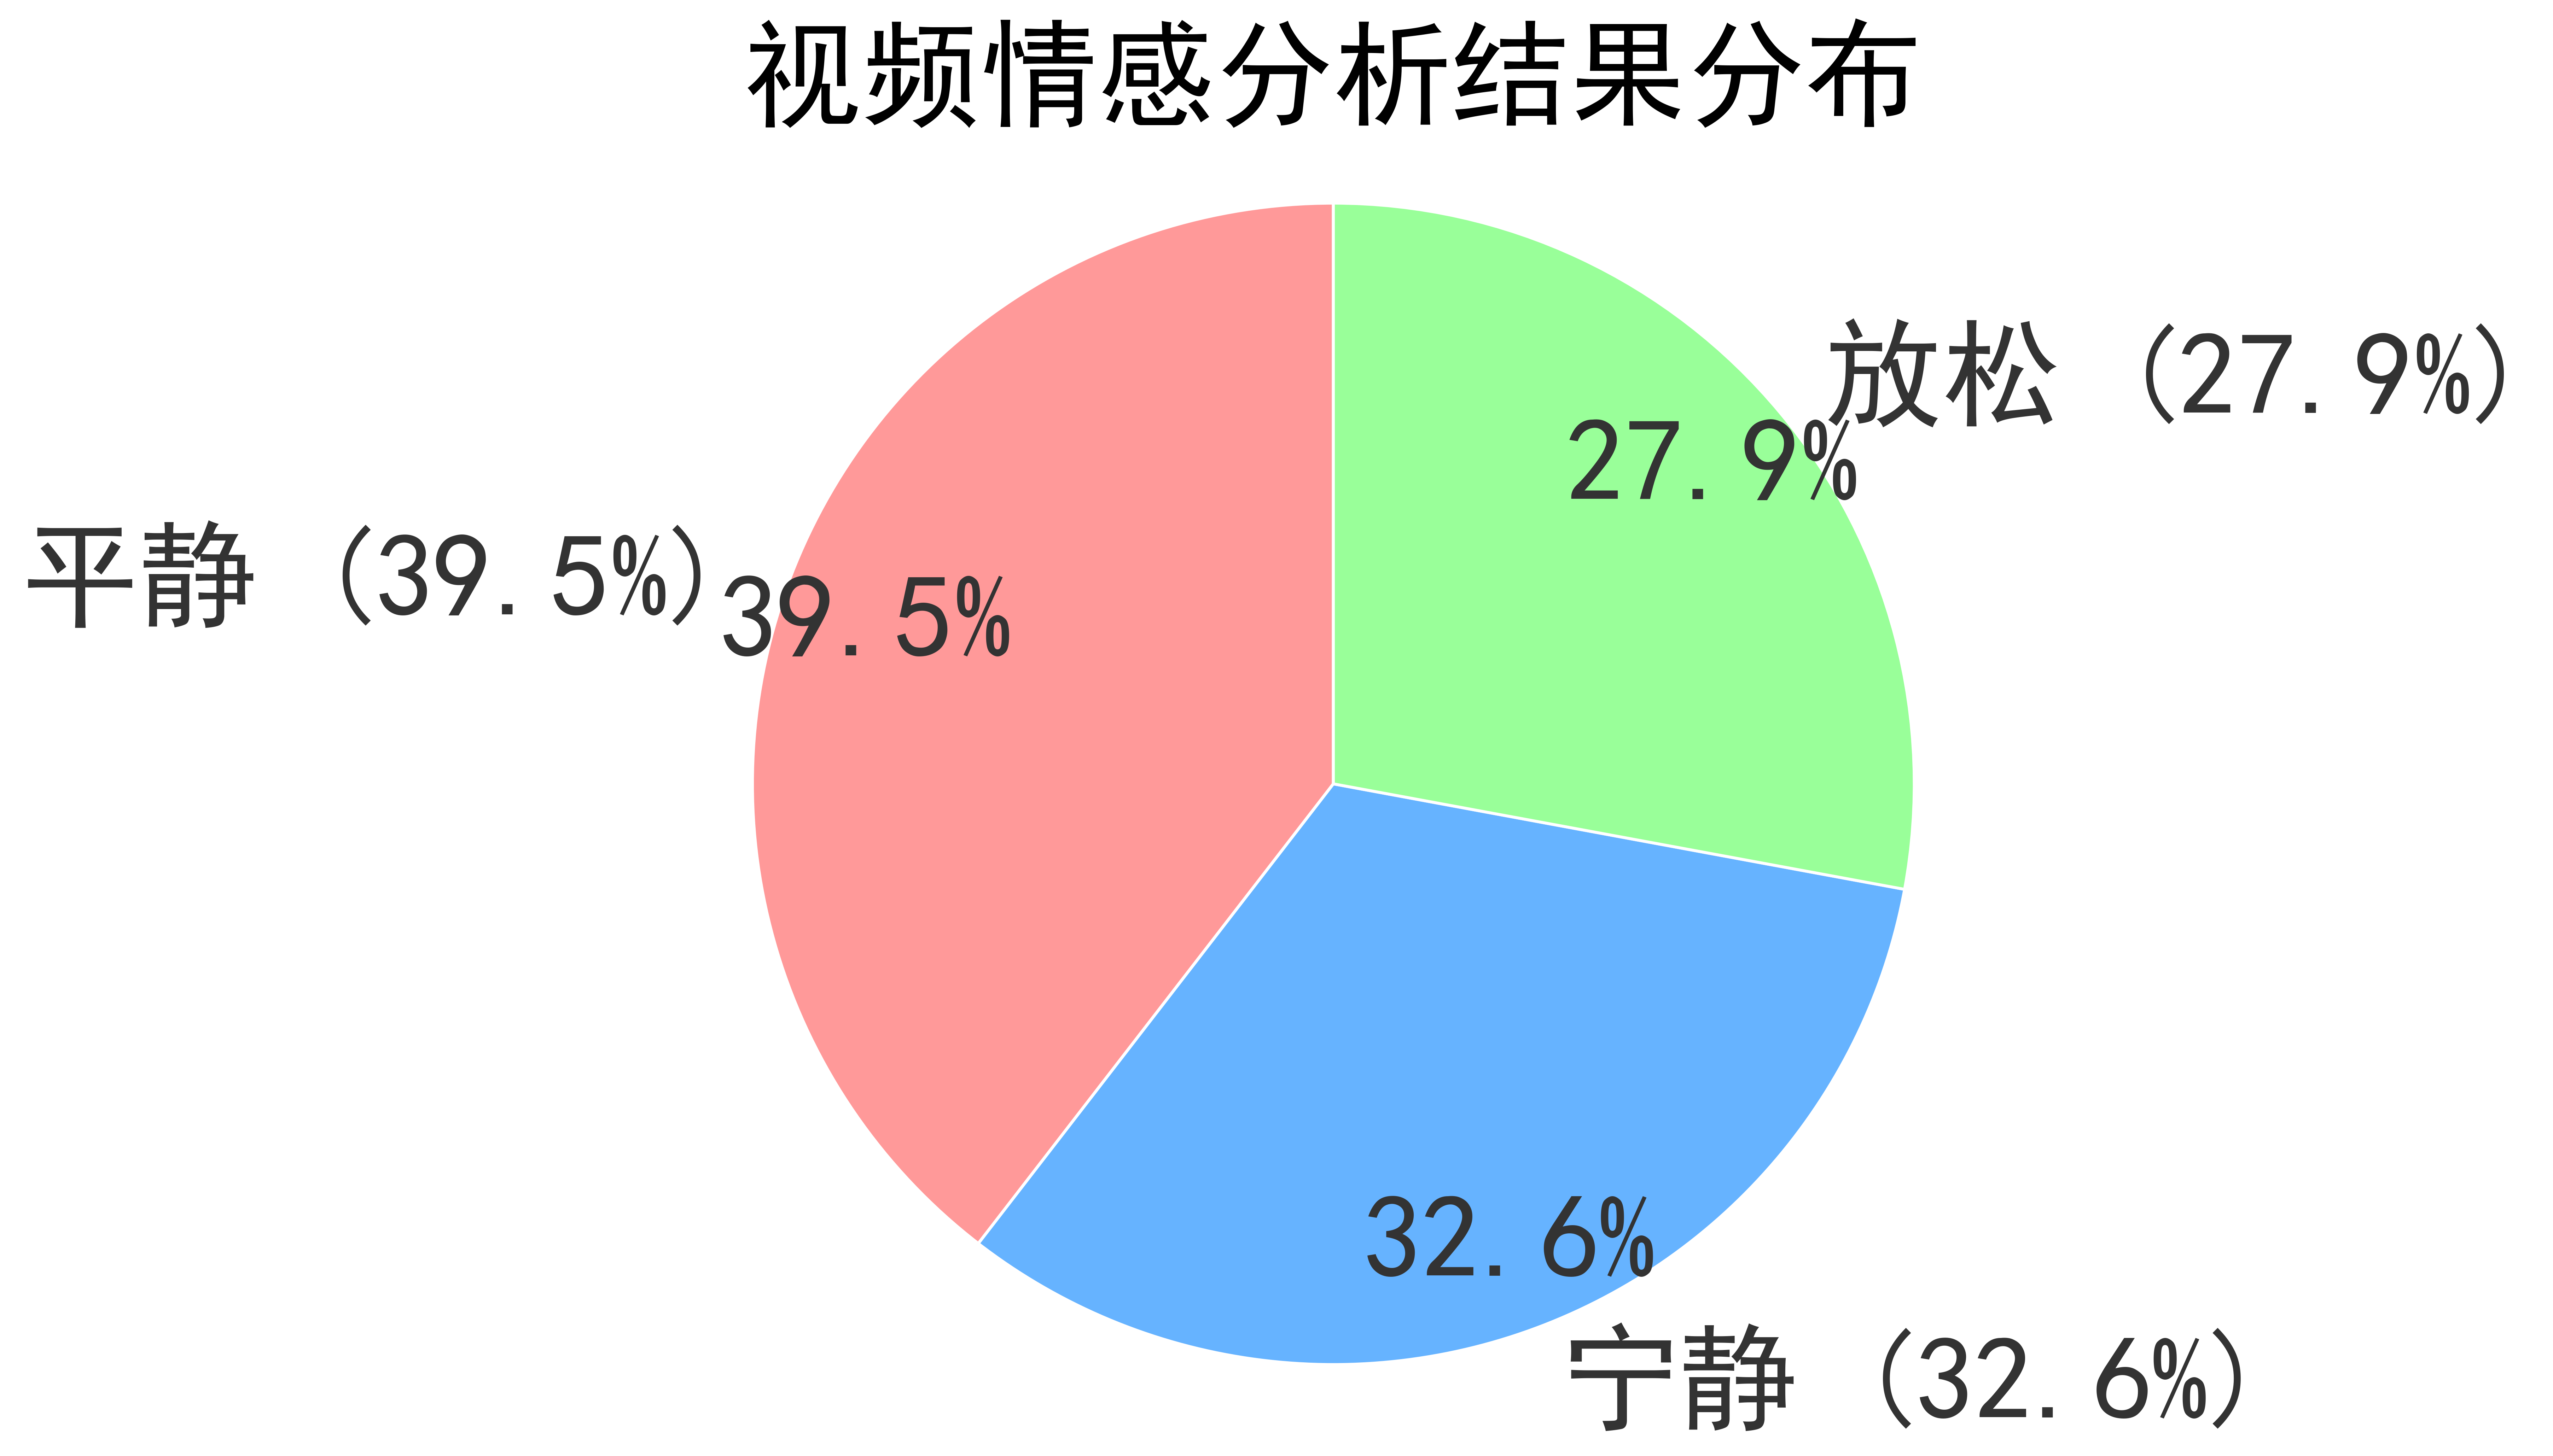 视频情感分析结果分布
放松 (27.9%)
27.9%
平静 (39.5%)
39.5%
32.6%
宁静 (32.6%)